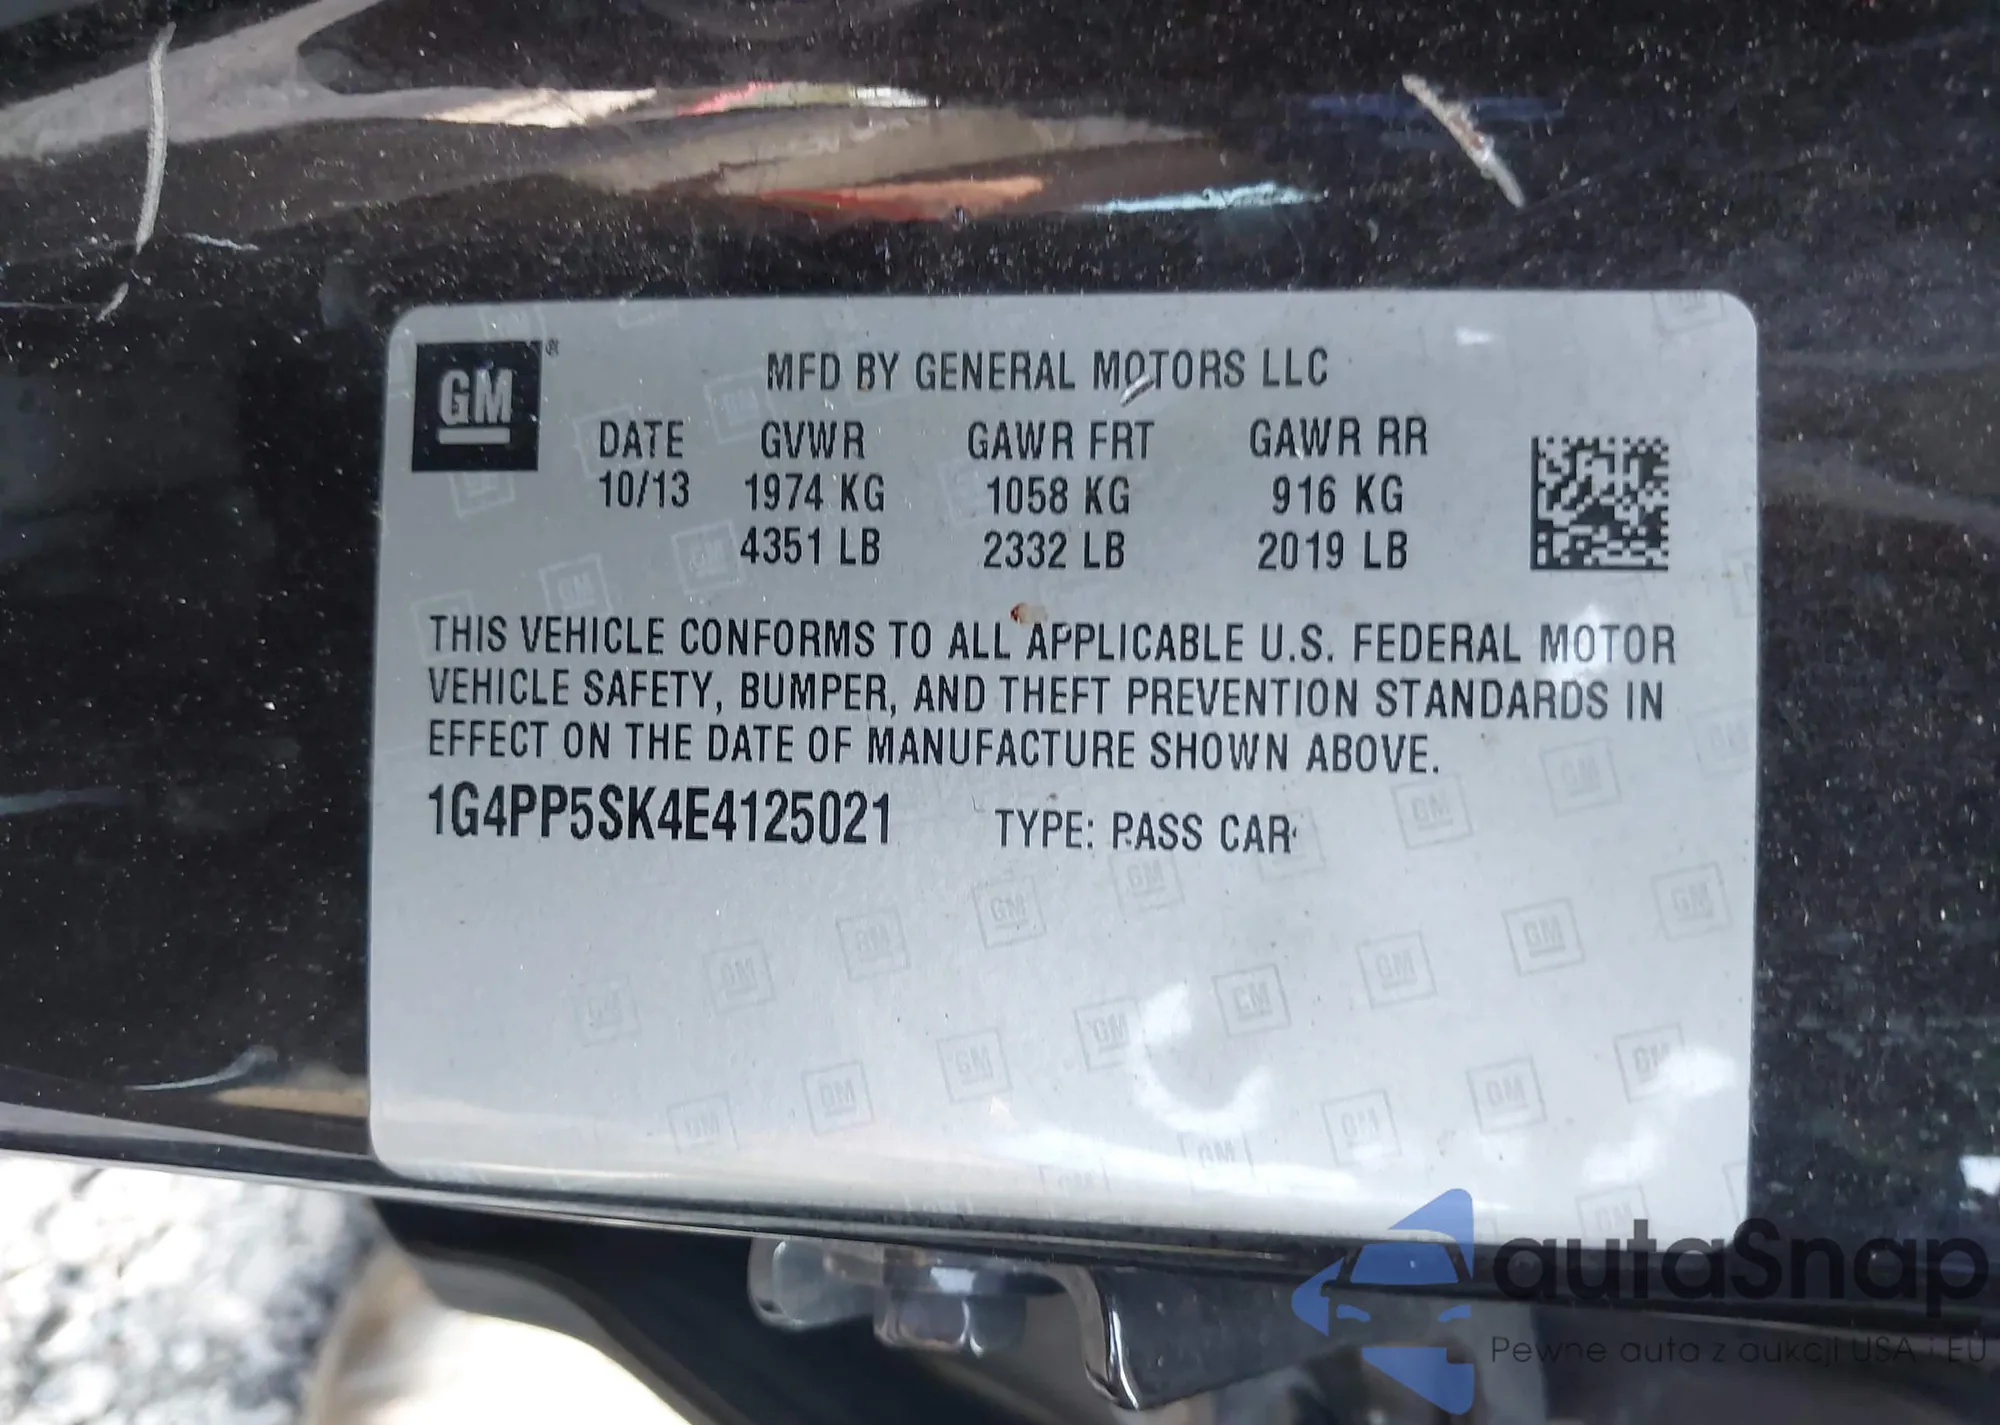 GM®
MFD BY GENERAL MOTORS LLC
DATE GVWR GAWR FRT GAWR RR
10/13 1974 KG 1058 KG 916 KG
4351 LB 2332 LB 2019 LB
THIS VEHICLE CONFORMS TO ALL APPLICABLE U.S. FEDERAL MOTOR
VEHICLE SAFETY, BUMPER, AND THEFT PREVENTION STANDARDS IN
EFFECT ON THE DATE OF MANUFACTURE SHOWN ABOVE.
1G4PP5SK4E4125021 TYPE: PASS CAR
autaSnap
Pewne auta z aukcji USA i EU